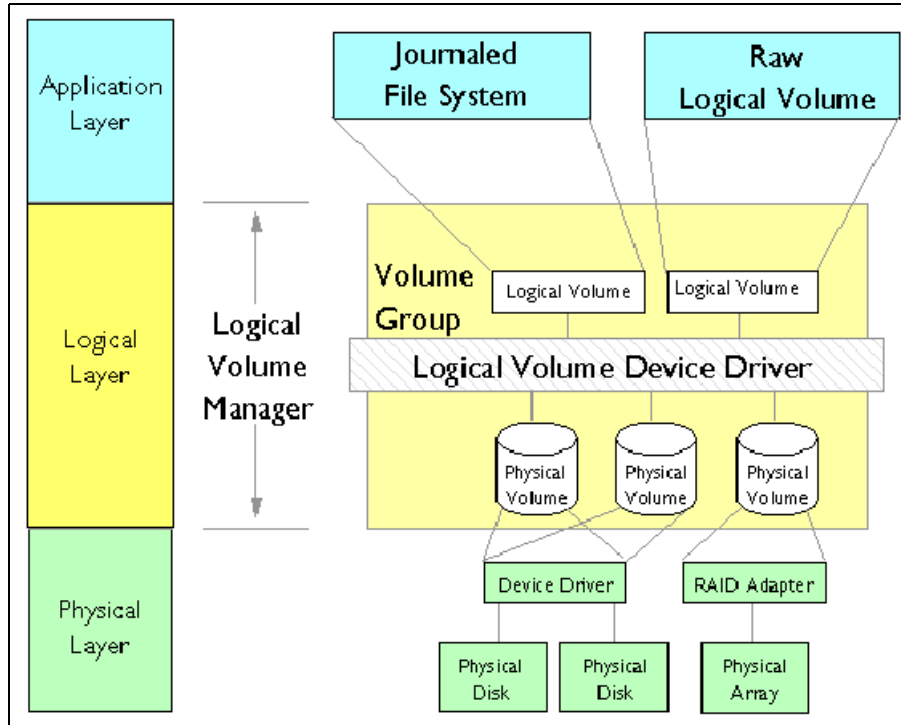 Application
Layer
Journaled
File System
Raw
Logical Volume
Logical
Layer
Logical
Volume
Manager
Volume
Group
Logical Volume
Logical Volume
Logical Volume Device Driver
Physical
Volume
Physical
Volume
Physical
Volume
Physical
Layer
Device Driver
RAID Adapter
Physical
Disk
Physical
Disk
Physical
Array